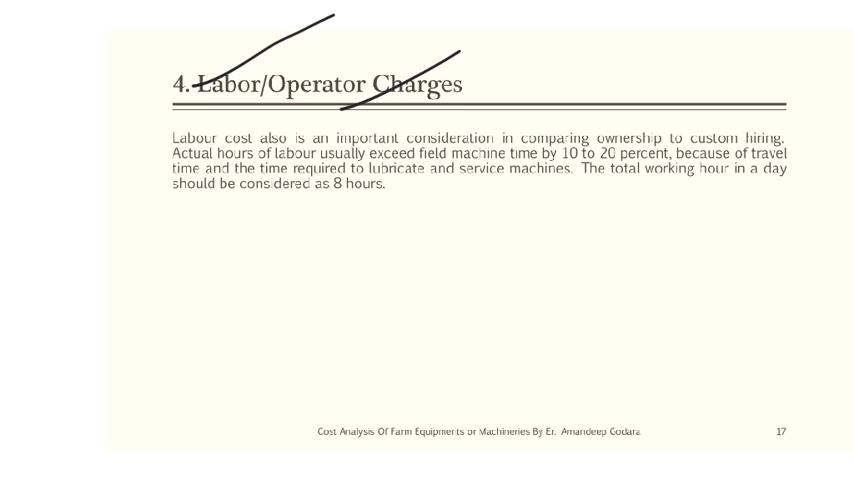 4. Labor/Operator Charges
Labour cost also is an important consideration in comparing ownership to custom hiring.
Actual hours of labour usually exceed field machine time by 10 to 20 percent, because of travel
time and the time required to lubricate and service machines. The total working hour in a day
should be considered as 8 hours.
Cost Analysis Of Farm Equipments or Machineries By Er. Amandeep Godara
17